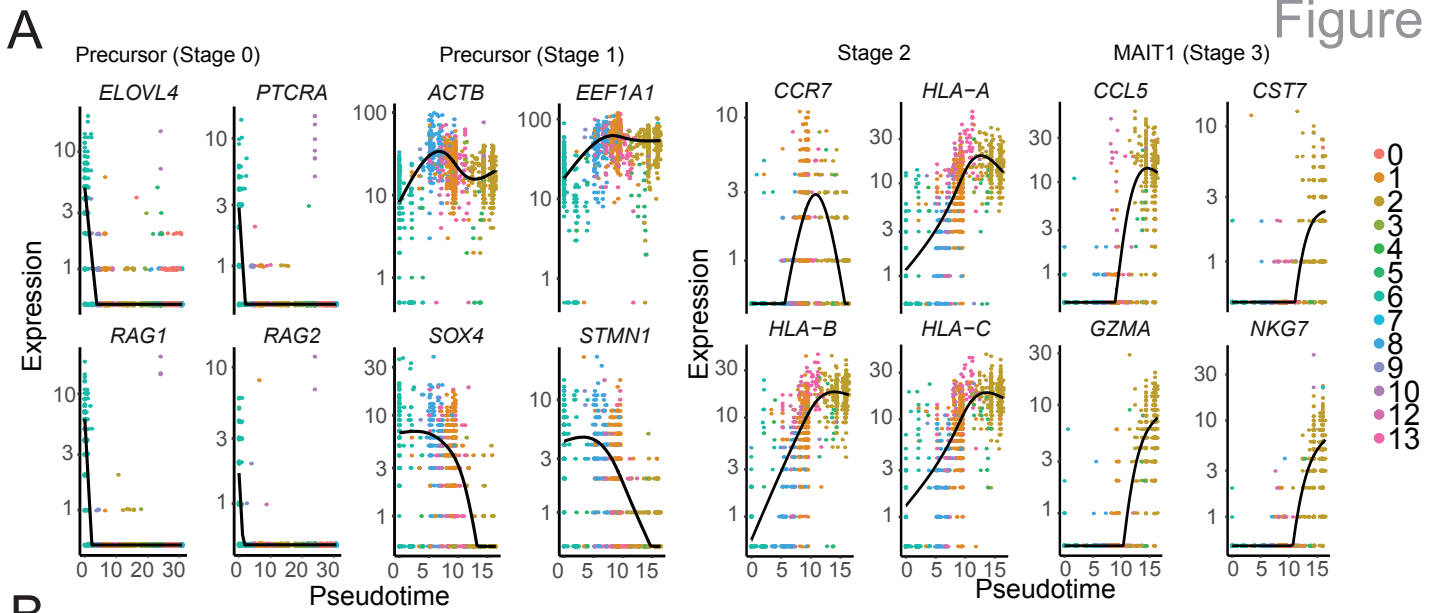 A
Figure
Precursor (Stage 0)
Precursor (Stage 1)
Stage 2
MAIT1 (Stage 3)
ELOVL4
PTCRA
ACTB
EEF1A1
CCR7
HLA−A
CCL5
CST7
10
3
1
10
3
1
100
10
1
100
10
1
10
3
1
30
10
3
1
30
10
3
1
10
3
1
Expression
Expression
RAG1
RAG2
SOX4
STMN1
HLA−B
HLA−C
GZMA
NKG7
10
3
1
10
3
1
30
10
3
1
10
3
1
30
10
3
1
30
10
3
1
30
10
3
1
30
10
3
1
0 10 20 30
0 10 20 30
0 5 10 15
0 5 10 15
0 5 10 15
0 5 10 15
0 5 10 15
0 5 10 15
Pseudotime
Pseudotime
0
1
2
3
4
5
6
7
8
9
10
12
13
B